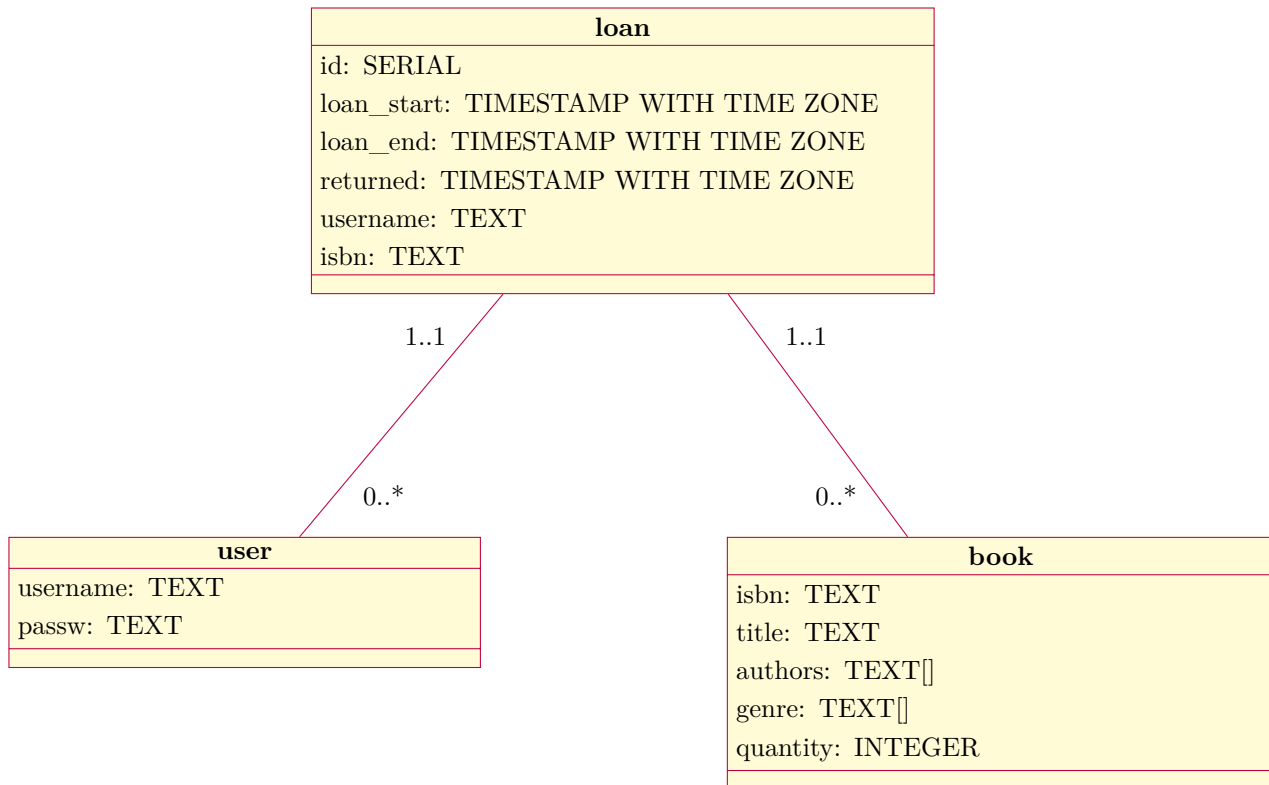 loan
id: SERIAL
loan_start: TIMESTAMP WITH TIME ZONE
loan_end: TIMESTAMP WITH TIME ZONE
returned: TIMESTAMP WITH TIME ZONE
username: TEXT
isbn: TEXT
1..1
1..1
0..*
0..*
user
username: TEXT
passw: TEXT
book
isbn: TEXT
title: TEXT
authors: TEXT[]
genre: TEXT[]
quantity: INTEGER